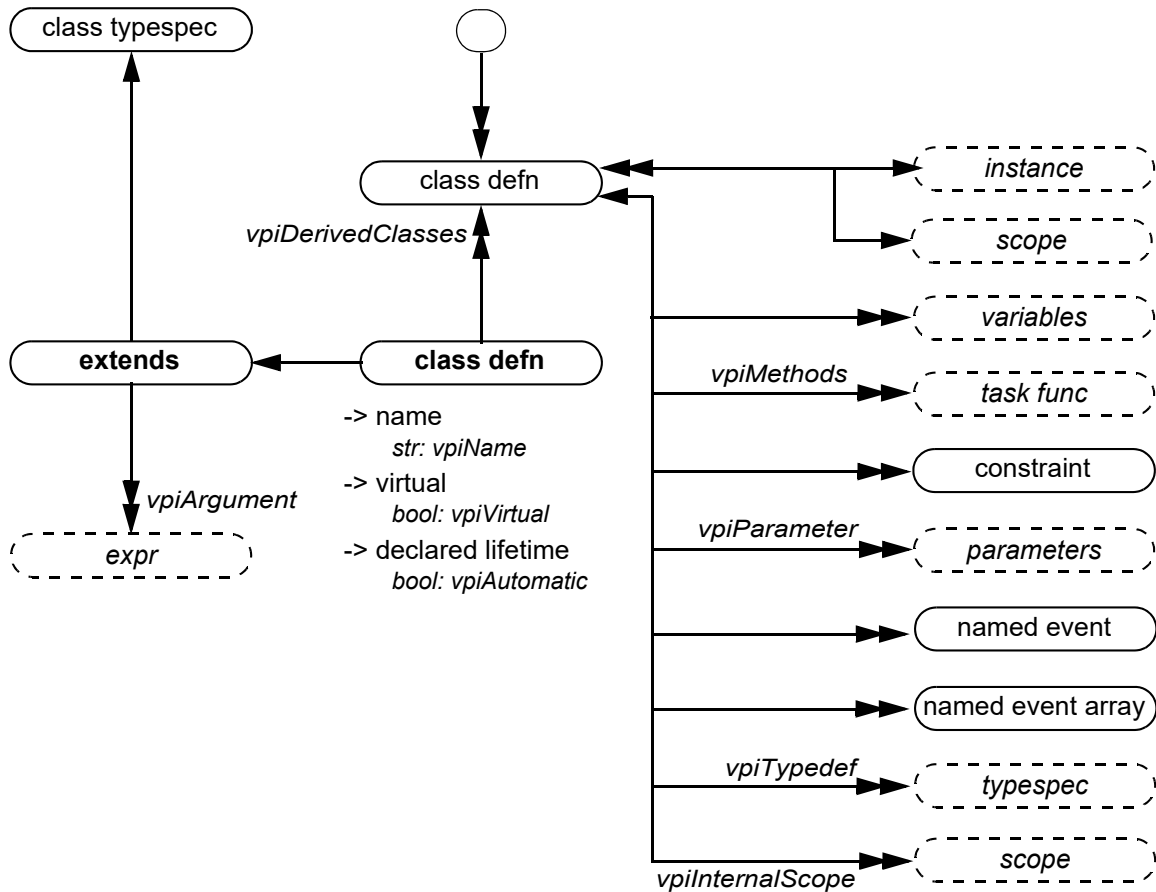 class typespec
class defn
instance
vpiDerivedClasses
scope
variables
extends
class defn
vpiMethods
task func
-> name
str: vpiName
-> virtual
bool: vpiVirtual
-> declared lifetime
bool: vpiAutomatic
constraint
vpiArgument
expr
vpiParameter
parameters
named event
named event array
vpiTypedef
typespec
vpiInternalScope
scope